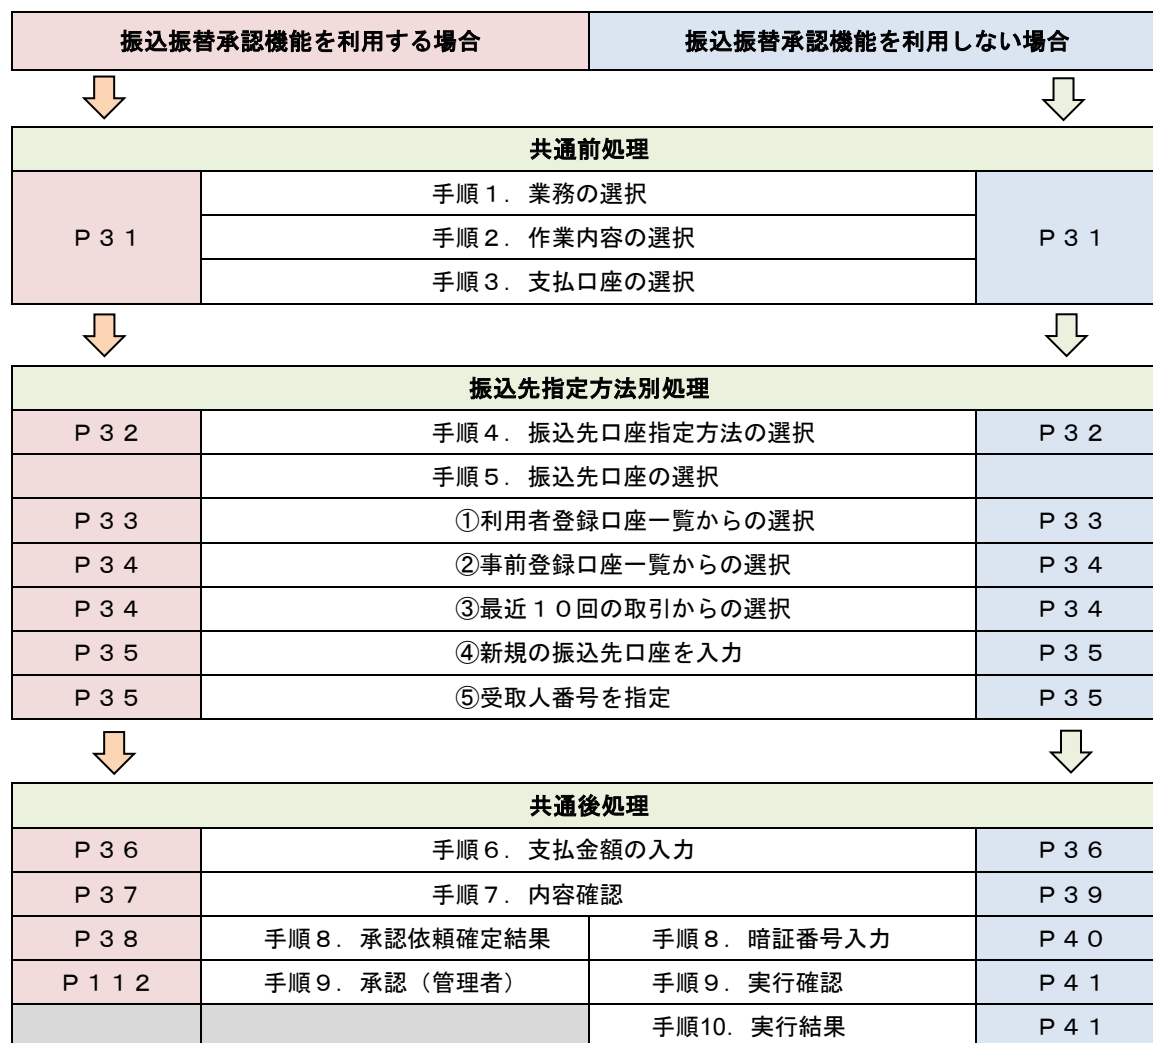 振込振替承認機能を利用する場合 振込振替承認機能を利用しない場合
共通前処理
手順１．業務の選択
Ｐ３１ 手順２．作業内容の選択 Ｐ３１
手順３．支払口座の選択
振込先指定方法別処理
Ｐ３２ 手順４．振込先口座指定方法の選択 Ｐ３２
手順５．振込先口座の選択
Ｐ３３ ①利用者登録口座一覧からの選択 Ｐ３３
Ｐ３４ ②事前登録口座一覧からの選択 Ｐ３４
Ｐ３４ ③最近１０回の取引からの選択 Ｐ３４
Ｐ３５ ④新規の振込先口座を入力 Ｐ３５
Ｐ３５ ⑤受取人番号を指定 Ｐ３５
共通後処理
Ｐ３６ 手順６．支払金額の入力 Ｐ３６
Ｐ３７ 手順７．内容確認 Ｐ３９
Ｐ３８ 手順８．承認依頼確定結果 手順８．暗証番号入力 Ｐ４０
Ｐ１１２ 手順９．承認（管理者） 手順９．実行確認 Ｐ４１
手順10．実行結果 Ｐ４１